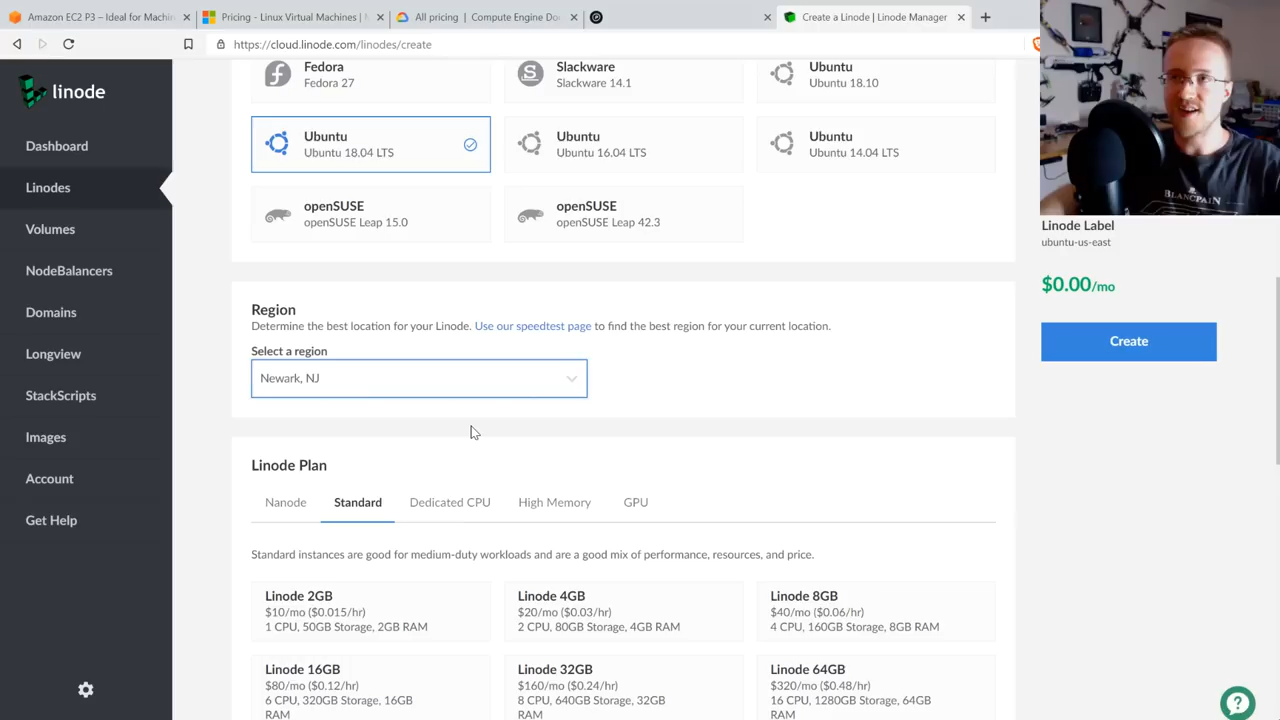 Amazon EC2 P3 – Ideal for Machin
Pricing - Linux Virtual Machines |
All pricing | Compute Engine Do
Create a Linode | Linode Manager
https://cloud.linode.com/linodes/create
linode
Dashboard
Linodes
Volumes
NodeBalancers
Domains
Longview
StackScripts
Images
Account
Get Help
Fedora
Fedora 27
Slackware
Slackware 14.1
Ubuntu
Ubuntu 18.10
Ubuntu
Ubuntu 18.04 LTS
Ubuntu
Ubuntu 16.04 LTS
Ubuntu
Ubuntu 14.04 LTS
openSUSE
openSUSE Leap 15.0
openSUSE
openSUSE Leap 42.3
Region
Determine the best location for your Linode. Use our speedtest page to find the best region for your current location.
Select a region
Newark, NJ
Linode Plan
Nanode
Standard
Dedicated CPU
High Memory
GPU
Standard instances are good for medium-duty workloads and are a good mix of performance, resources, and price.
Linode 2GB
$10/mo ($0.015/hr)
1 CPU, 50GB Storage, 2GB RAM
Linode 4GB
$20/mo ($0.03/hr)
2 CPU, 80GB Storage, 4GB RAM
Linode 8GB
$40/mo ($0.06/hr)
4 CPU, 160GB Storage, 8GB RAM
Linode 16GB
$80/mo ($0.12/hr)
6 CPU, 320GB Storage, 16GB
RAM
Linode 32GB
$160/mo ($0.24/hr)
8 CPU, 640GB Storage, 32GB
RAM
Linode 64GB
$320/mo ($0.48/hr)
16 CPU, 1280GB Storage, 64GB
RAM
BLANCPAIN
Linode Label
ubuntu-us-east
$0.00/mo
Create